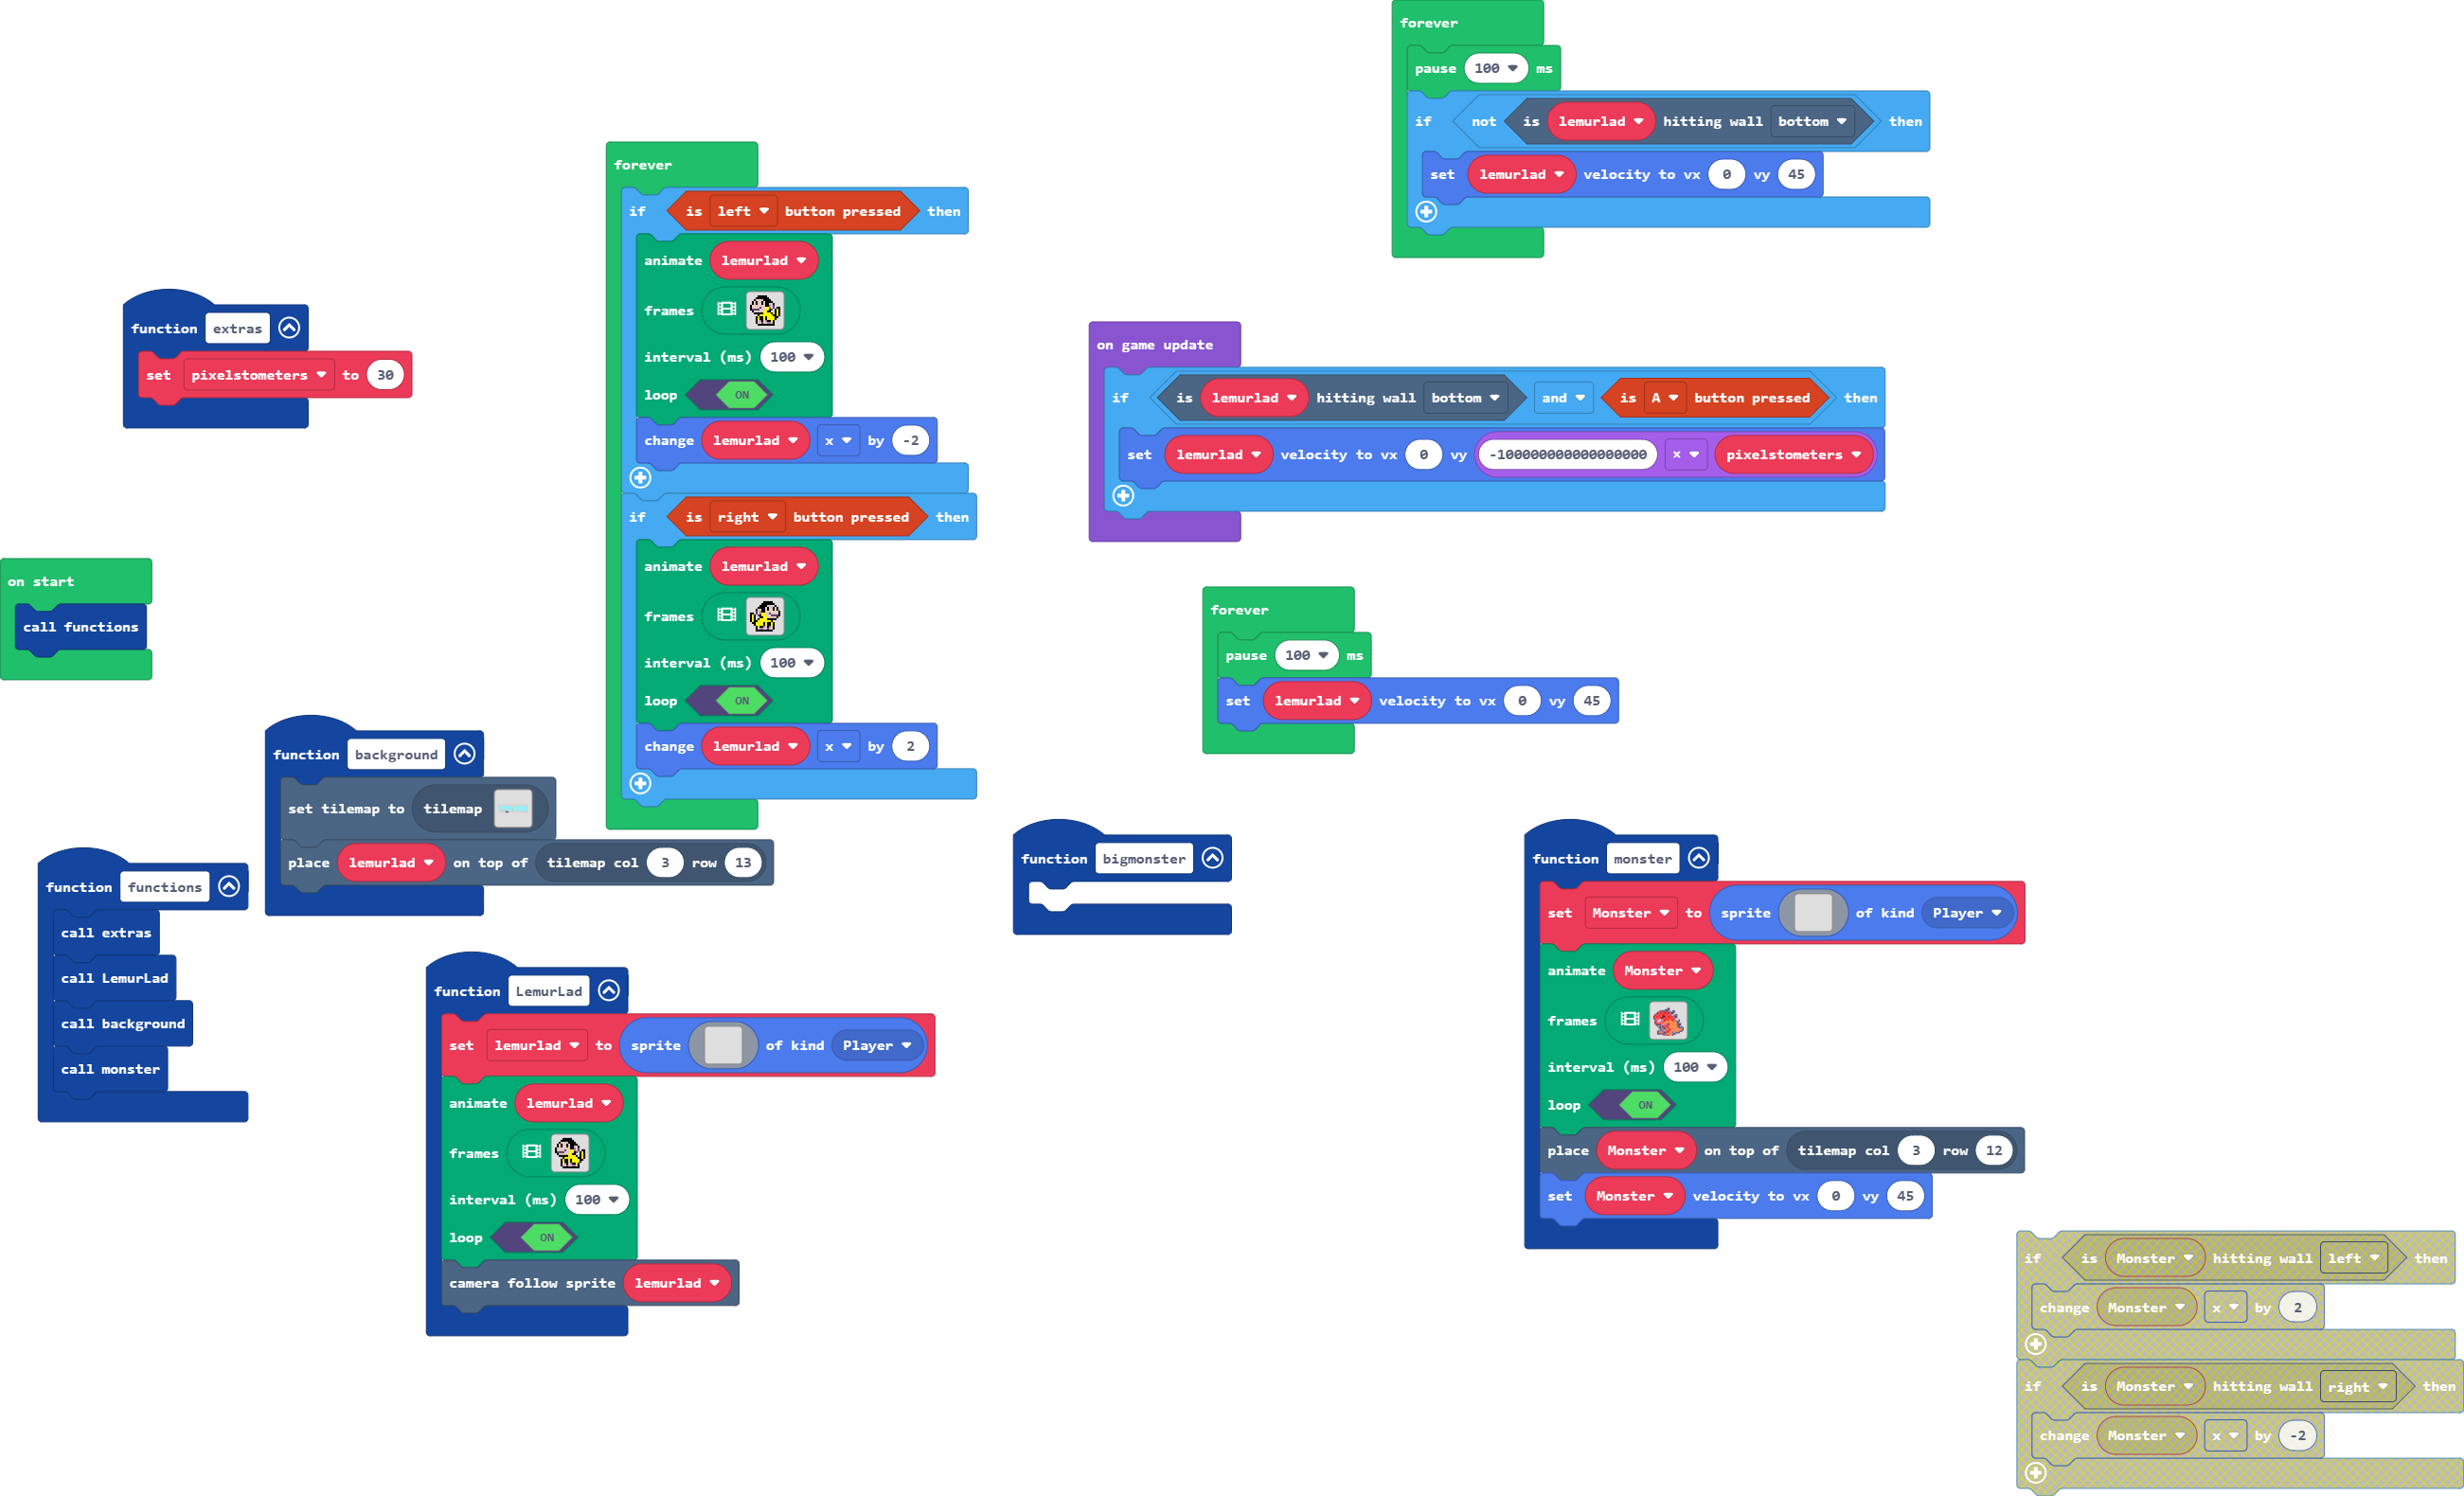 forever
pause 100 ms
if not is lemurlad hitting wall bottom then
set lemurlad velocity to vx 0 vy 45
forever
if is left button pressed then
animate lemurlad
frames
interval (ms) 100
loop ON
change lemurlad x by -2
if is right button pressed then
animate lemurlad
frames
interval (ms) 100
loop ON
change lemurlad x by 2
function extras
set pixelstometers to 30
on game update
if is lemurlad hitting wall bottom and is A button pressed then
set lemurlad velocity to vx 0 vy -100000000000000000 × pixelstometers
on start
call functions
forever
pause 100 ms
set lemurlad velocity to vx 0 vy 45
function background
set tilemap to tilemap
place lemurlad on top of tilemap col 3 row 13
function functions
call extras
call LemurLad
call background
call monster
function bigmonster
function monster
set Monster to sprite of kind Player
animate Monster
frames
interval (ms) 100
loop ON
place Monster on top of tilemap col 3 row 12
set Monster velocity to vx 0 vy 45
function LemurLad
set lemurlad to sprite of kind Player
animate lemurlad
frames
interval (ms) 100
loop ON
camera follow sprite lemurlad
if is Monster hitting wall left then
change Monster x by 2
if is Monster hitting wall right then
change Monster x by -2